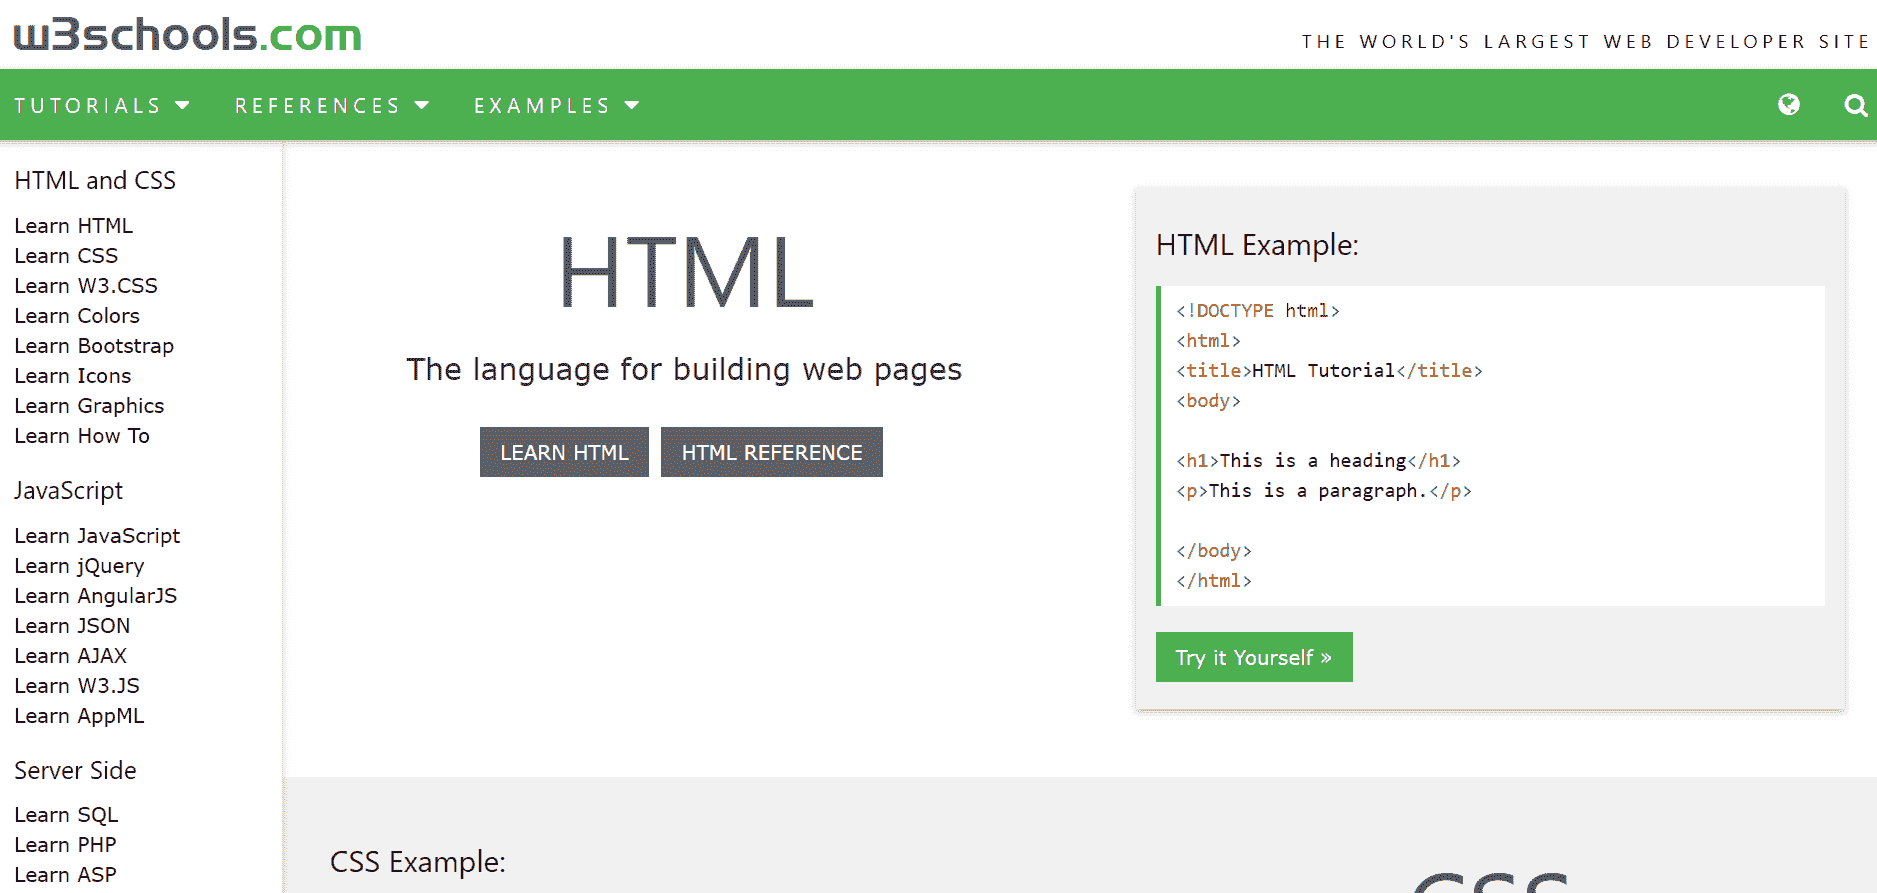 w3schools.com
THE WORLD'S LARGEST WEB DEVELOPER SITE
TUTORIALS REFERENCES EXAMPLES
HTML and CSS
Learn HTML
Learn CSS
Learn W3.CSS
Learn Colors
Learn Bootstrap
Learn Icons
Learn Graphics
Learn How To
JavaScript
Learn JavaScript
Learn jQuery
Learn AngularJS
Learn JSON
Learn AJAX
Learn W3.JS
Learn AppML
Server Side
Learn SQL
Learn PHP
Learn ASP
HTML
The language for building web pages
LEARN HTML HTML REFERENCE
HTML Example:
<!DOCTYPE html>
<html>
<title>HTML Tutorial</title>
<body>
<h1>This is a heading</h1>
<p>This is a paragraph.</p>
</body>
</html>
Try it Yourself »
CSS Example:
CSS